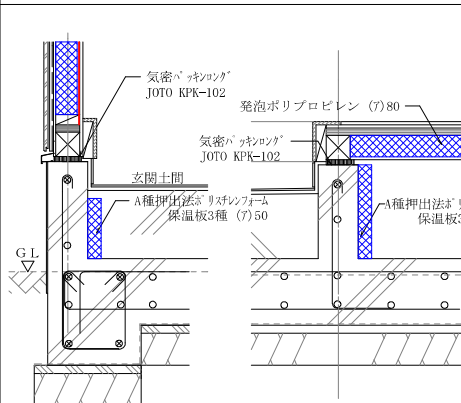 気密パッキンロング
JOTO KPK-102
発泡ポリプロピレン (ア)80
気密パッキンロング
JOTO KPK-102
玄関土間
A種押出法ポリスチレンフォーム
保温板3種 (ア)50
A種押出法ポ
保温板3
GL